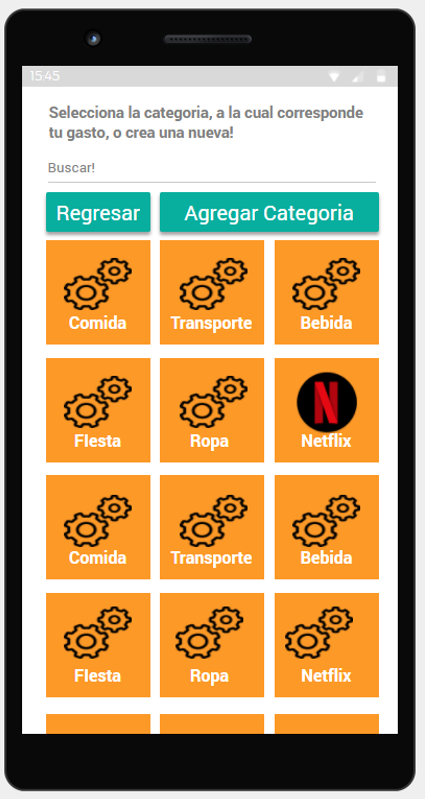 15:45
Selecciona la categoria, a la cual corresponde
tu gasto, o crea una nueva!
Buscar!
Regresar Agregar Categoria
Comida Transporte Bebida
N
FIesta Ropa Netflix
Comida Transporte Bebida
FIesta Ropa Netflix